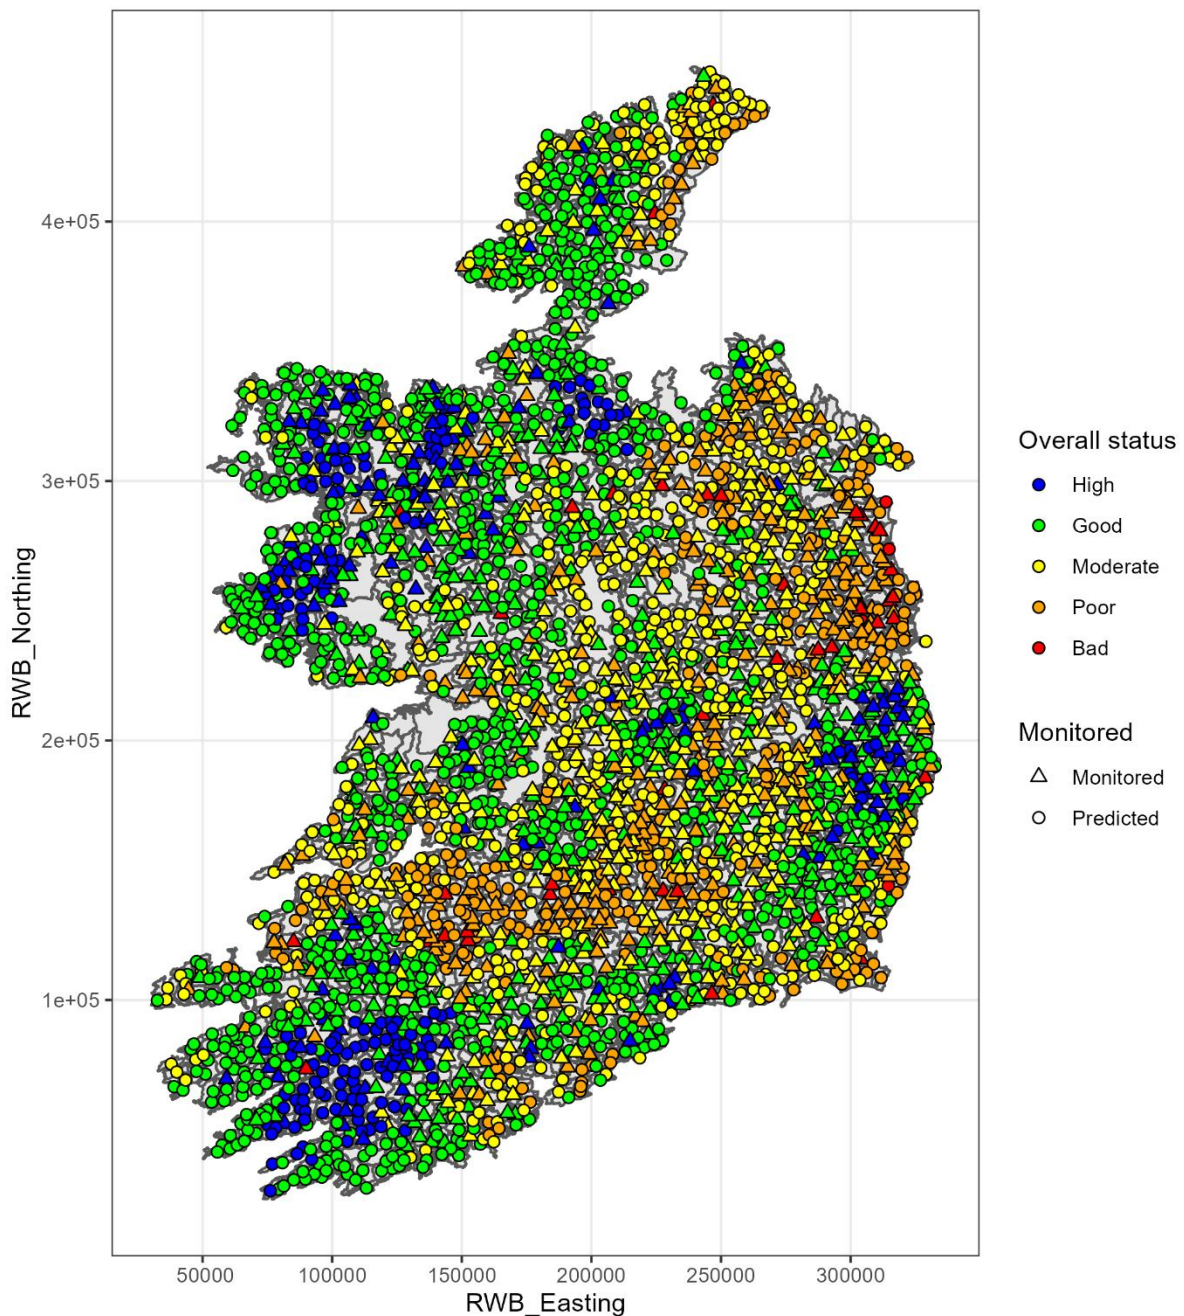 4e+05
3e+05
2e+05
1e+05
RWB_Northing
50000
100000
150000
200000
250000
300000
RWB_Easting
Overall status
High
Good
Moderate
Poor
Bad
Monitored
Monitored
Predicted